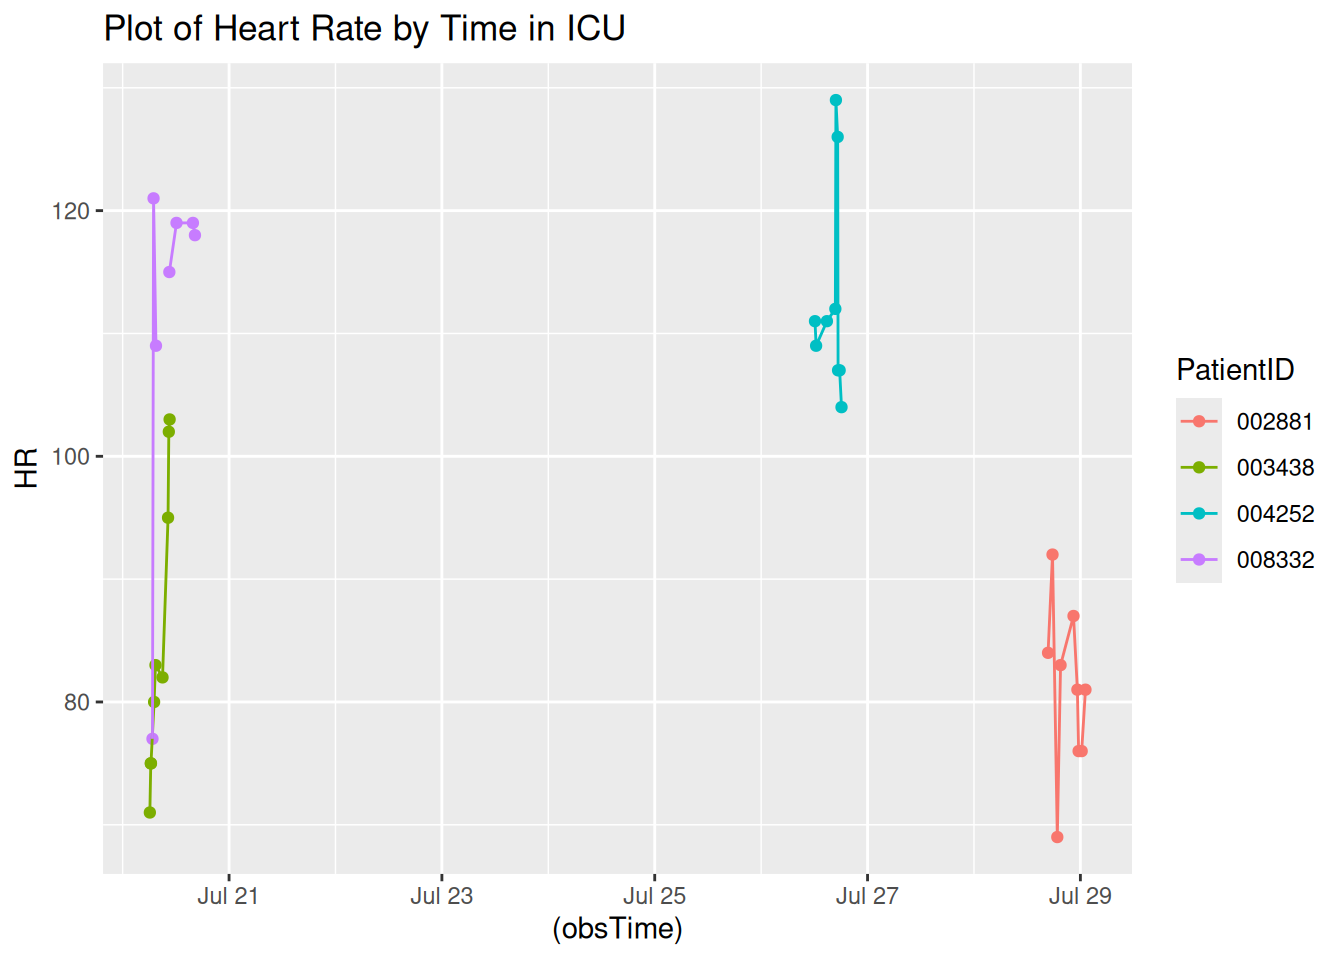 Plot of Heart Rate by Time in ICU
HR
120
100
80
Jul 21
Jul 23
Jul 25
Jul 27
Jul 29
(obsTime)
PatientID
002881
003438
004252
008332